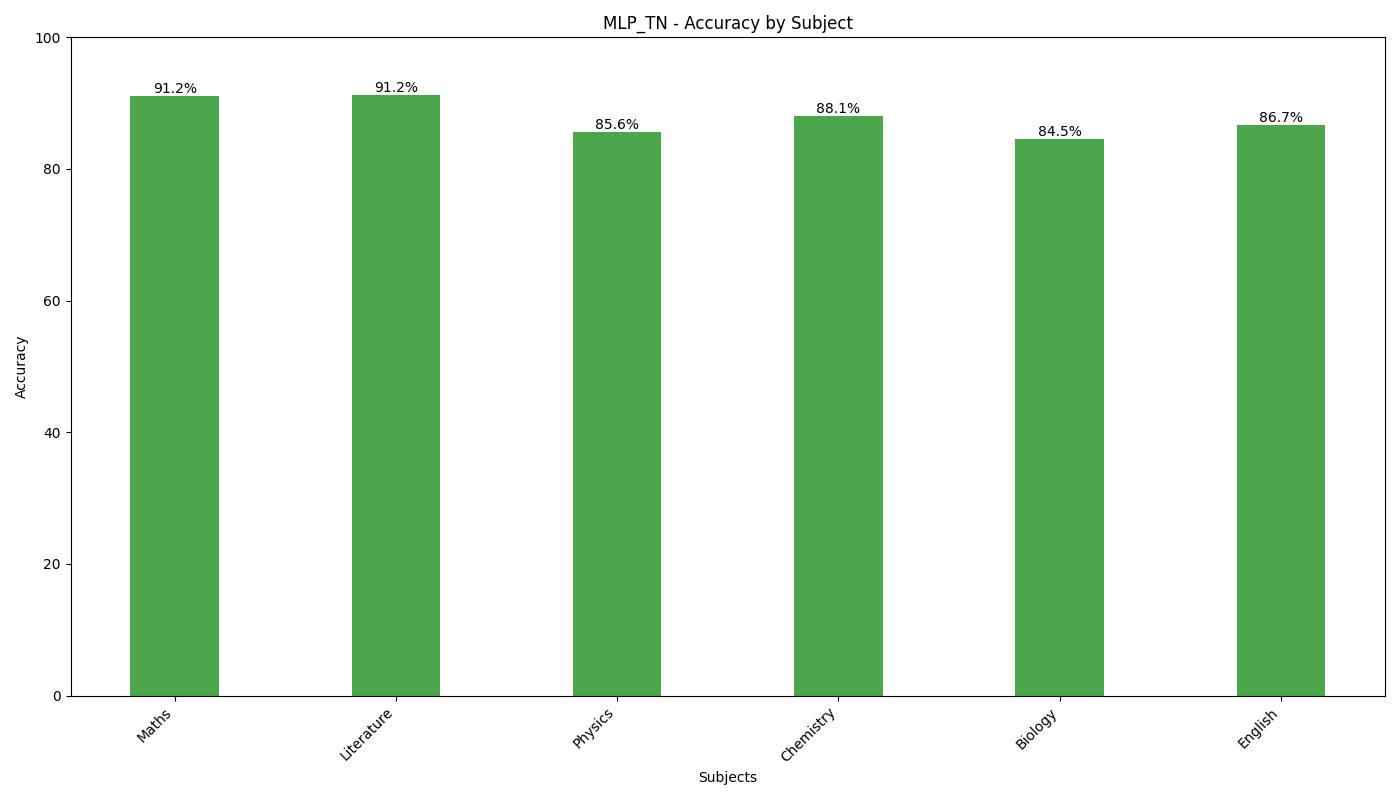 MLP_TN - Accuracy by Subject
100
80
60
40
20
0
Accuracy
91.2%
91.2%
85.6%
88.1%
84.5%
86.7%
Maths
Literature
Physics
Chemistry
Biology
English
Subjects